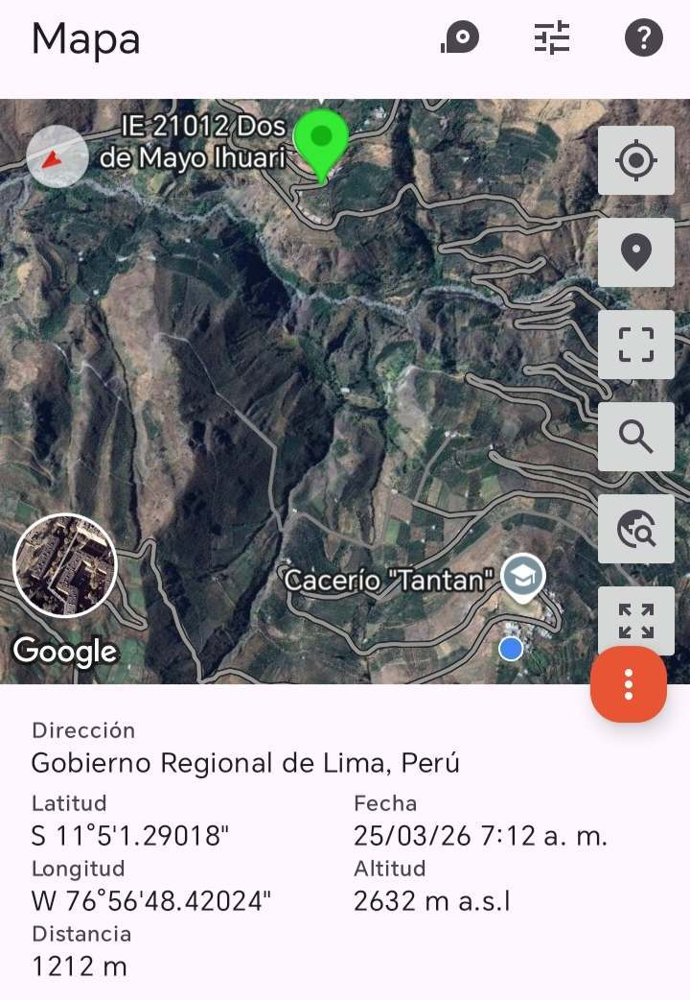 Mapa
IE 21012 Dos
de Mayo Ihuari
Cacerío "Tantan"
Google
Dirección
Gobierno Regional de Lima, Perú
Latitud
S 11°5'1.29018"
Fecha
25/03/26 7:12 a. m.
Longitud
W 76°56'48.42024"
Altitud
2632 m a.s.l
Distancia
1212 m